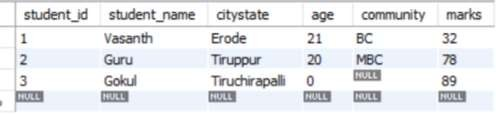 student_id student_name citystate age community marks
1 Vasanth Erode 21 BC 32
2 Guru Tiruppur 20 MBC 78
3 Gokul Tiruchirapalli 0 NULL 89
NULL NULL NULL NULL NULL NULL